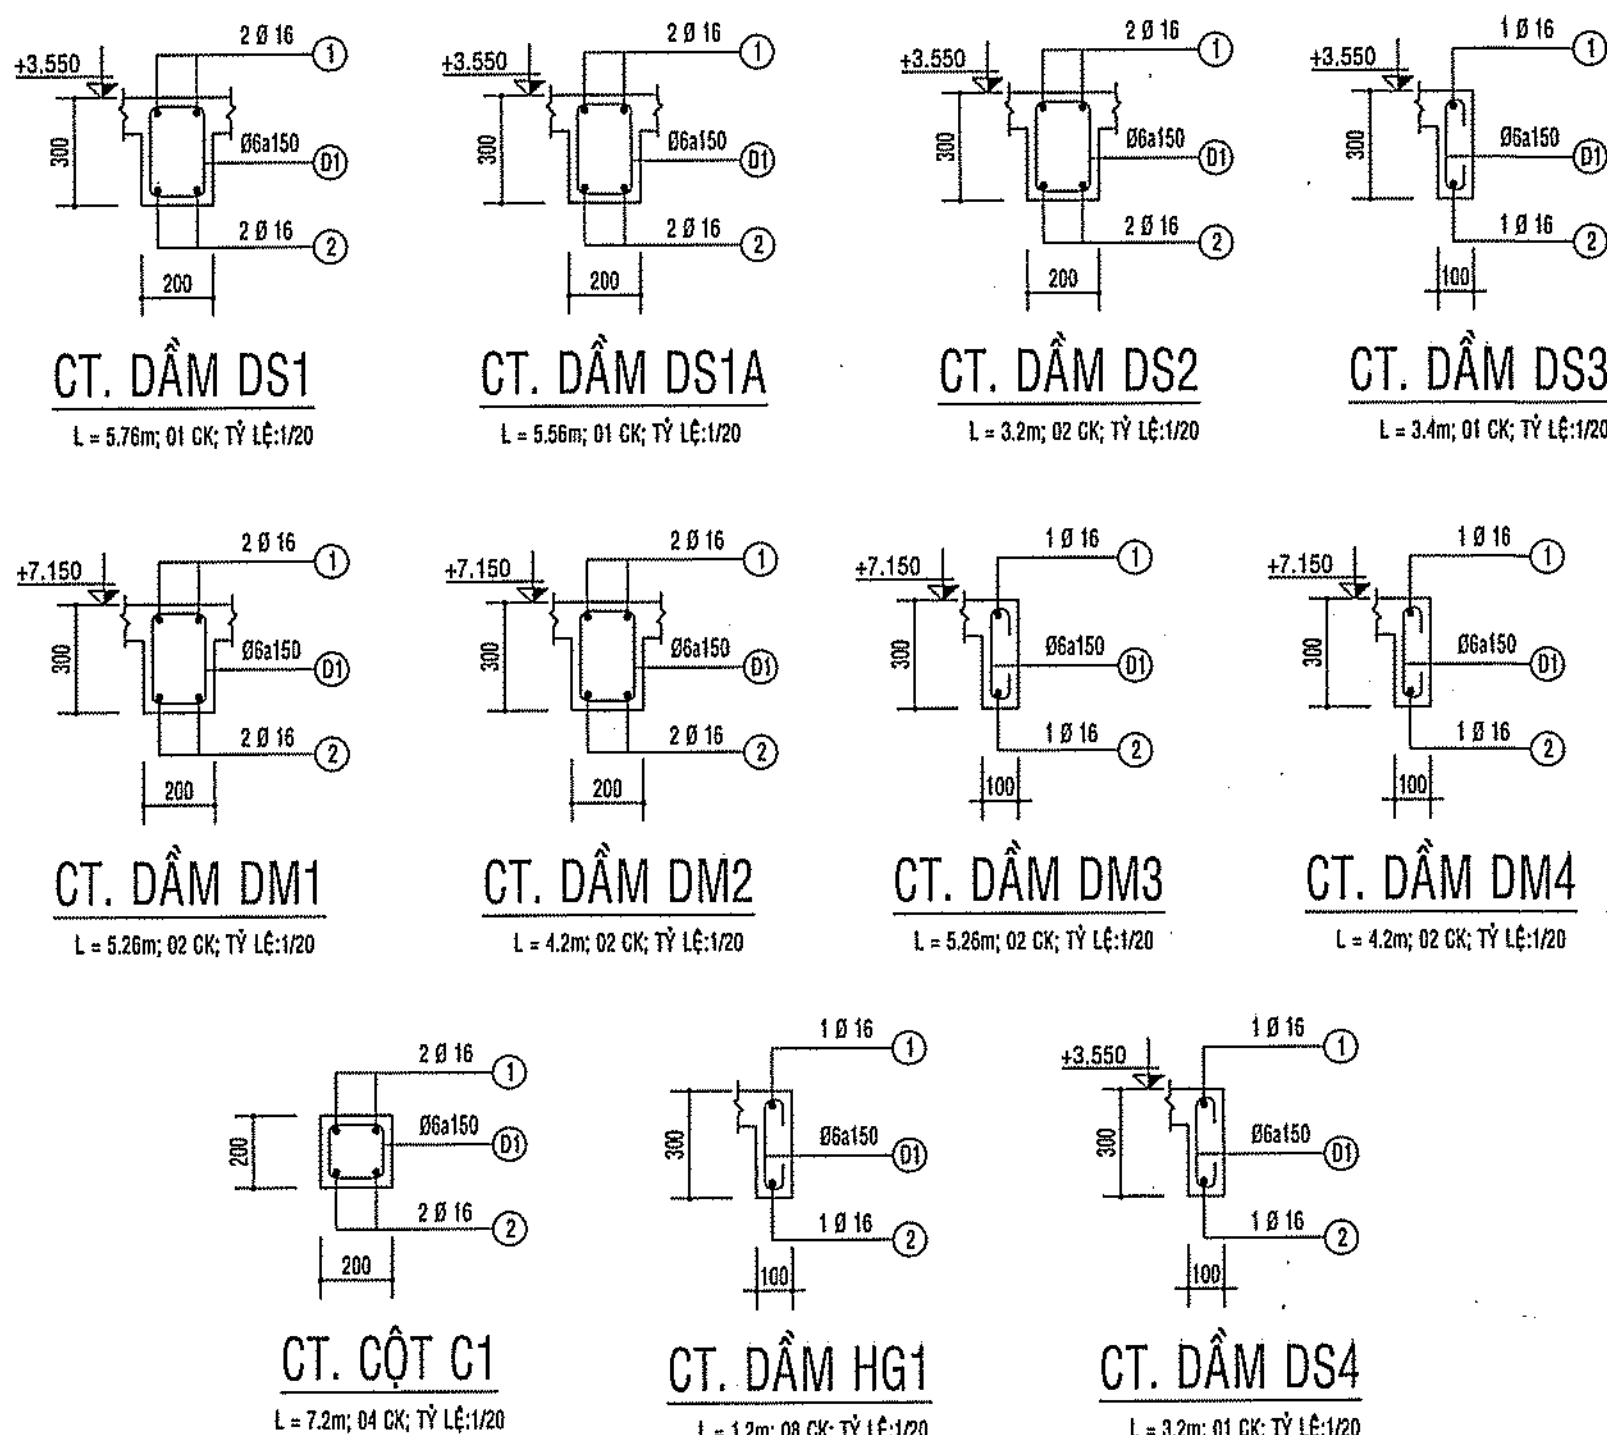 2 Ø 16 1
+3.550
300
Ø6a150 D1
2 Ø 16 2
200
CT. DẦM DS1
L = 5.76m; 01 CK; TỶ LỆ:1/20
2 Ø 16 1
+3.550
300
Ø6a150 D1
2 Ø 16 2
200
CT. DẦM DS1A
L = 5.56m; 01 CK; TỶ LỆ:1/20
2 Ø 16 1
+3.550
300
Ø6a150 D1
2 Ø 16 2
200
CT. DẦM DS2
L = 3.2m; 02 CK; TỶ LỆ:1/20
1 Ø 16 1
+3.550
300
Ø6a150 D1
1 Ø 16 2
100
CT. DẦM DS3
L = 3.4m; 01 CK; TỶ LỆ:1/20
2 Ø 16 1
+7.150
300
Ø6a150 D1
2 Ø 16 2
200
CT. DẦM DM1
L = 5.26m; 02 CK; TỶ LỆ:1/20
2 Ø 16 1
+7.150
300
Ø6a150 D1
2 Ø 16 2
200
CT. DẦM DM2
L = 4.2m; 02 CK; TỶ LỆ:1/20
1 Ø 16 1
+7.150
300
Ø6a150 D1
1 Ø 16 2
100
CT. DẦM DM3
L = 5.26m; 02 CK; TỶ LỆ:1/20
1 Ø 16 1
+7.150
300
Ø6a150 D1
1 Ø 16 2
100
CT. DẦM DM4
L = 4.2m; 02 CK; TỶ LỆ:1/20
2 Ø 16 1
200
Ø6a150 D1
2 Ø 16 2
200
CT. CỘT C1
L = 7.2m; 04 CK; TỶ LỆ:1/20
1 Ø 16 1
300
Ø6a150 D1
1 Ø 16 2
100
CT. DẦM HG1
L = 1.2m; 08 CK; TỶ LỆ:1/20
1 Ø 16 1
+3.550
300
Ø6a150 D1
1 Ø 16 2
100
CT. DẦM DS4
L = 3.2m; 01 CK; TỶ LỆ:1/20